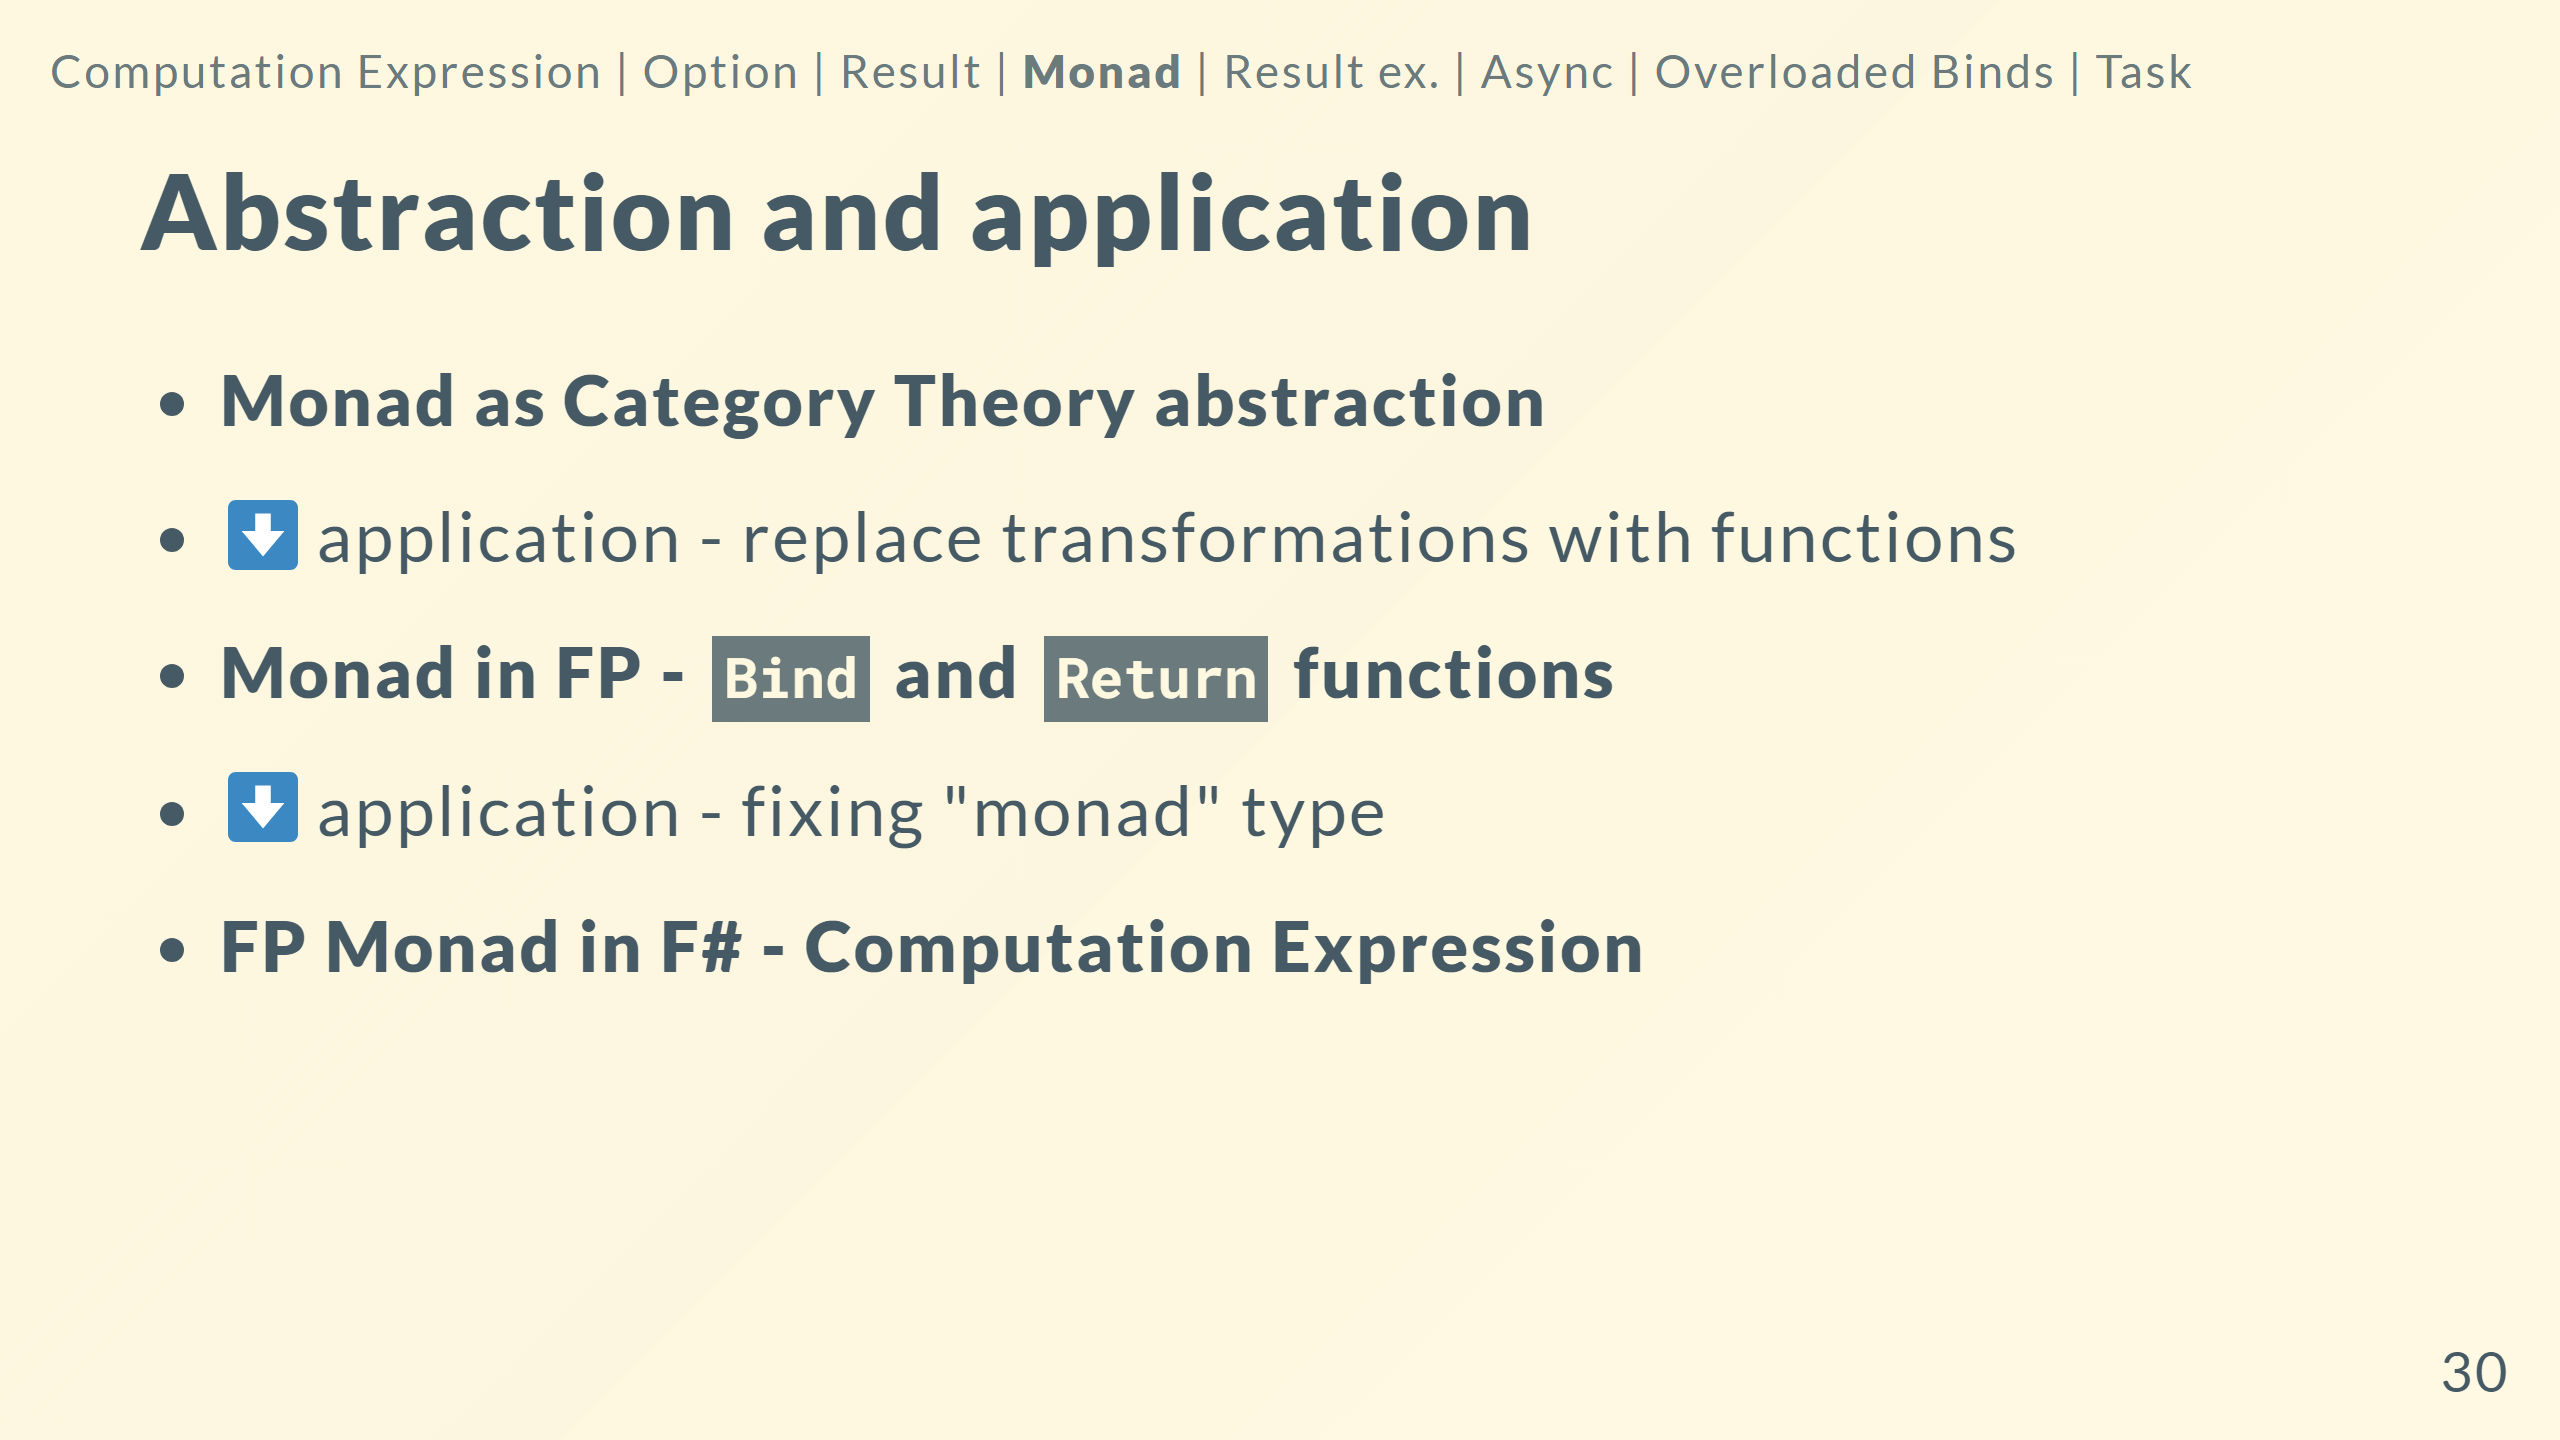 Computation Expression | Option | Result | Monad | Result ex. | Async | Overloaded Binds | Task
Abstraction and application
• Monad as Category Theory abstraction
• ⬇️ application - replace transformations with functions
• Monad in FP - Bind and Return functions
• ⬇️ application - fixing "monad" type
• FP Monad in F# - Computation Expression
30